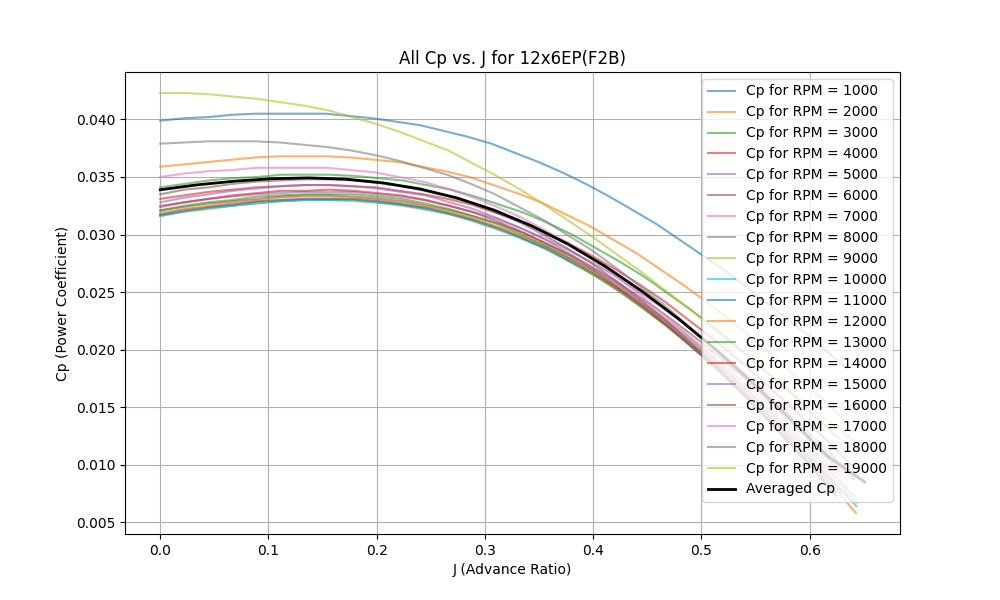 All Cp vs. J for 12x6EP(F2B)
Cp (Power Coefficient)
0.040
0.035
0.030
0.025
0.020
0.015
0.010
0.005
0.0
0.1
0.2
0.3
0.4
0.5
0.6
J (Advance Ratio)
Cp for RPM = 1000
Cp for RPM = 2000
Cp for RPM = 3000
Cp for RPM = 4000
Cp for RPM = 5000
Cp for RPM = 6000
Cp for RPM = 7000
Cp for RPM = 8000
Cp for RPM = 9000
Cp for RPM = 10000
Cp for RPM = 11000
Cp for RPM = 12000
Cp for RPM = 13000
Cp for RPM = 14000
Cp for RPM = 15000
Cp for RPM = 16000
Cp for RPM = 17000
Cp for RPM = 18000
Cp for RPM = 19000
Averaged Cp